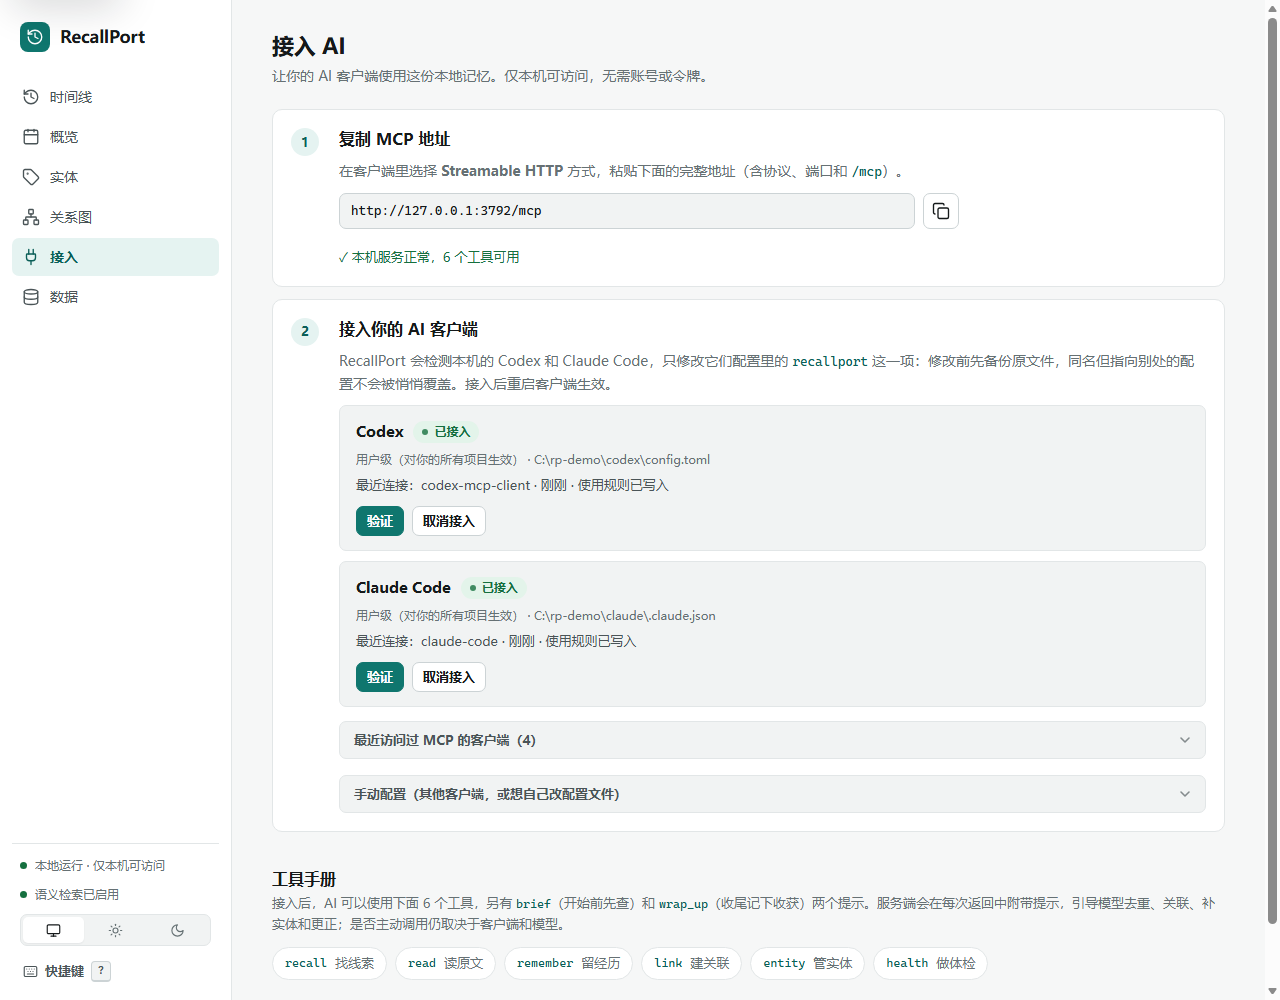 RecallPort
时间线
概览
实体
关系图
接入
数据
本地运行 · 仅本机可访问
语义检索已启用
快捷键 ?
接入 AI
让你的 AI 客户端使用这份本地记忆。仅本机可访问，无需账号或令牌。
1
复制 MCP 地址
在客户端里选择 Streamable HTTP 方式，粘贴下面的完整地址（含协议、端口和 /mcp）。
http://127.0.0.1:3792/mcp
✓ 本机服务正常，6 个工具可用
2
接入你的 AI 客户端
RecallPort 会检测本机的 Codex 和 Claude Code，只修改它们配置里的 recallport 这一项：修改前先备份原文件，同名但指向别处的配
置不会被悄悄覆盖。接入后重启客户端生效。
Codex 已接入
用户级（对你的所有项目生效） · C:\rp-demo\codex\config.toml
最近连接：codex-mcp-client · 刚刚 · 使用规则已写入
验证 取消接入
Claude Code 已接入
用户级（对你的所有项目生效） · C:\rp-demo\claude\.claude.json
最近连接：claude-code · 刚刚 · 使用规则已写入
验证 取消接入
最近访问过 MCP 的客户端（4）
手动配置（其他客户端，或想自己改配置文件）
工具手册
接入后，AI 可以使用下面 6 个工具，另有 brief（开始前先查）和 wrap_up（收尾记下收获）两个提示。服务端会在每次返回中附带提示，引导模型去重、关联、补
实体和更正；是否主动调用仍取决于客户端和模型。
recall 找线索 read 读原文 remember 留经历 link 建关联 entity 管实体 health 做体检